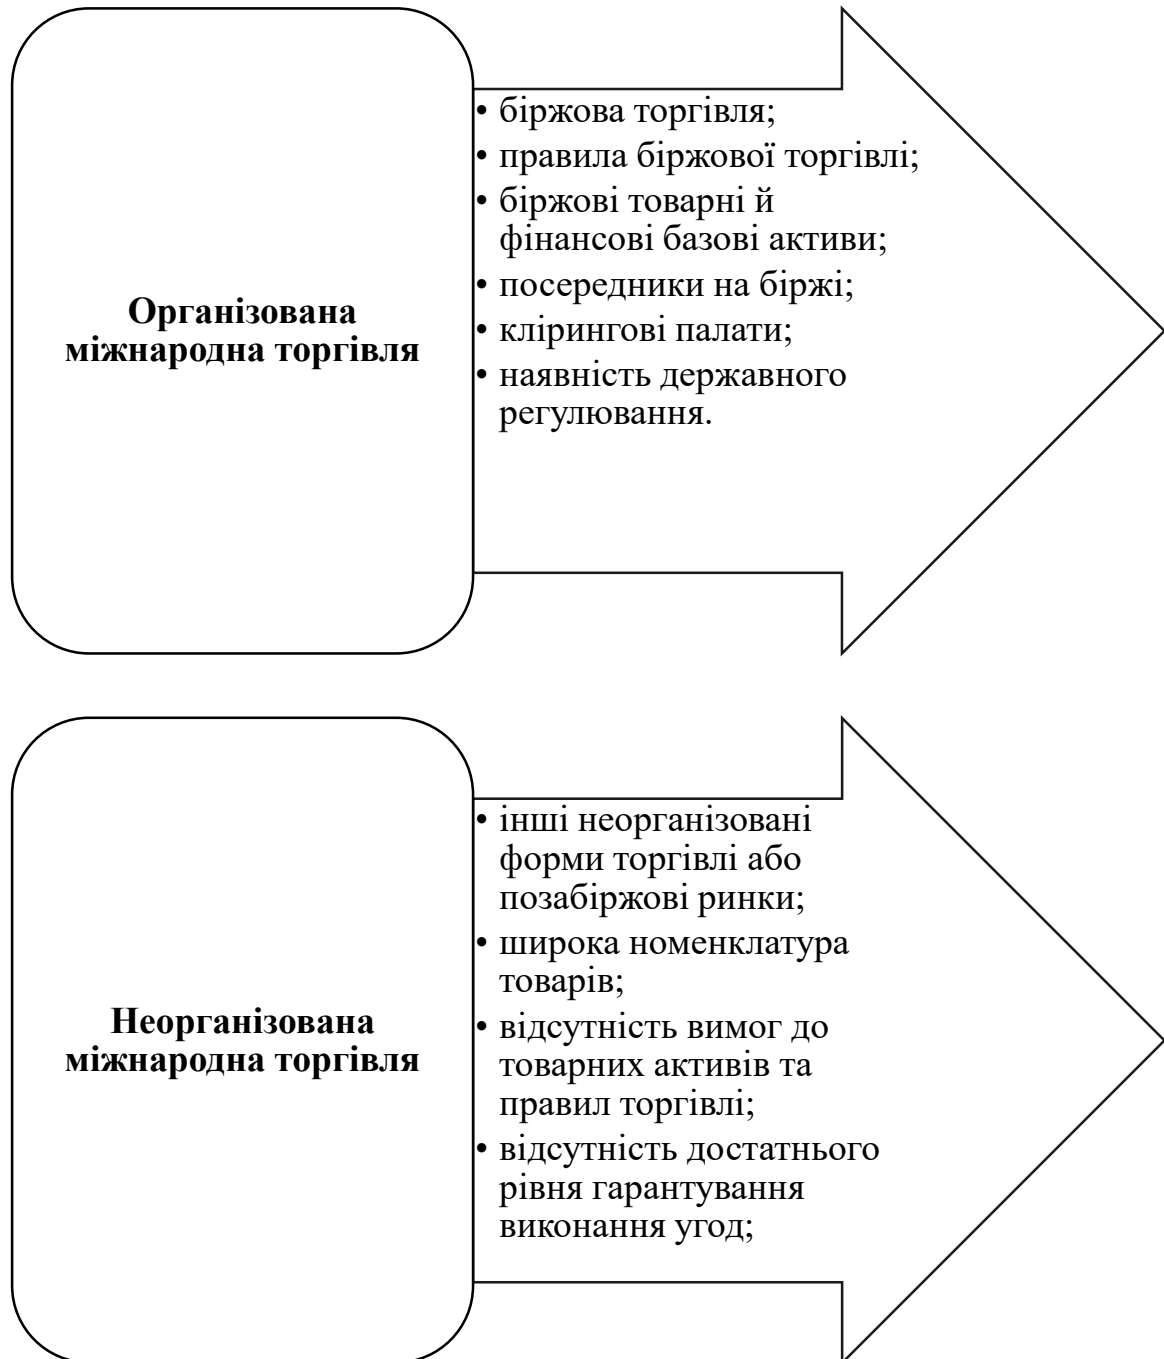 Організована
міжнародна торгівля
• біржова торгівля;
• правила біржової торгівлі;
• біржові товарні й
фінансові базові активи;
• посередники на біржі;
• клірингові палати;
• наявність державного
регулювання.
Неорганізована
міжнародна торгівля
• інші неорганізовані
форми торгівлі або
позабіржові ринки;
• широка номенклатура
товарів;
• відсутність вимог до
товарних активів та
правил торгівлі;
• відсутність достатнього
рівня гарантування
виконання угод;